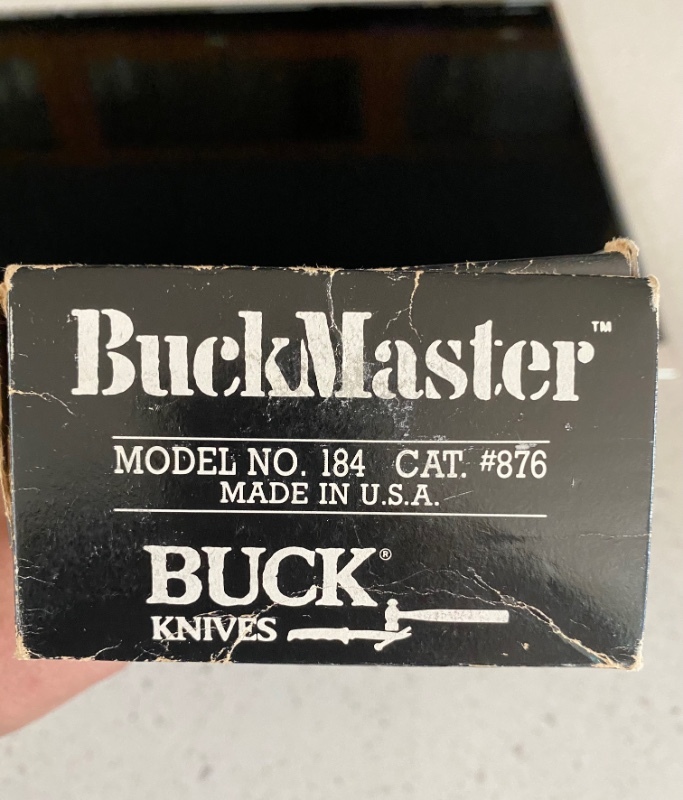 BuckMaster™
MODEL NO. 184 CAT. #876
MADE IN U.S.A.
BUCK®
KNIVES